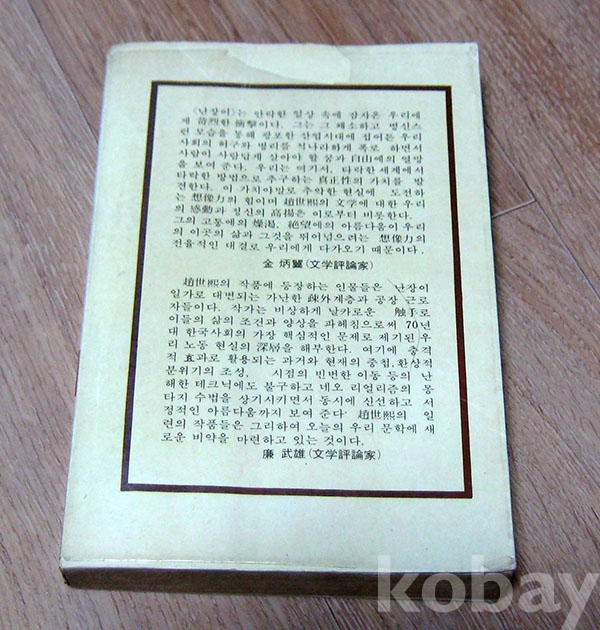 《난장이》는 안락한 일상 속에 잠자온 우리에
게 苛烈한 衝擊이다. 그는 그 왜소하고 병신스
런 모습을 통해 광포한 산업시대에 접어든 우리
사회의 허구와 병리를 적나라하게 폭로 하면서
사람이 사람답게 살아야 할 꿈과 自由에의 열망
을 보여 준다. 우리는 여기서, 타락한 세계에서
타락한 방법으로 추구하는 真正性의 가치를 발
견한다. 이 가치야말로 추악한 현실에 도전하
는 想像力의 힘이며 趙世熙의 文学에 대한 우리
의 感動과 정신의 高揚은 이로부터 비롯한다.
그의 고통에의 燥渴, 絶望에의 아름다움이 우리
의 이곳의 삶과 그것을 뛰어넘으려는 想像力의
전율적인 대결로 우리에게 다가오기 때문이다.
金 炳翼 (文学評論家)
趙世熙의 작품에 등장하는 인물들은 난장이
일가로 대변되는 가난한 疎外계층과 공장 근로
자들이다. 작가는 비상하게 날카로운 触手로
이들의 삶의 조건과 양상을 파헤침으로써 70년
대 한국사회의 가장 핵심적인 문제로 제기된 우
리 노동 현실의 深層을 해부한다. 여기에 충격
적 효과로 활용되는 과거와 현재의 중첩, 환상적
분위기의 조성, 시점의 빈번한 이동 등의 난
해한 테크닉에도 불구하고 네오 리얼리즘의 몽
타지 수법을 상기시키면서 동시에 신선하고 서
정적인 아름다움까지 보여 준다 趙世熙의 일
련의 작품들은 그리하여 오늘의 우리 문학에 새
로운 비약을 마련하고 있는 것이다.
廉 武雄 (文学評論家)
kobay